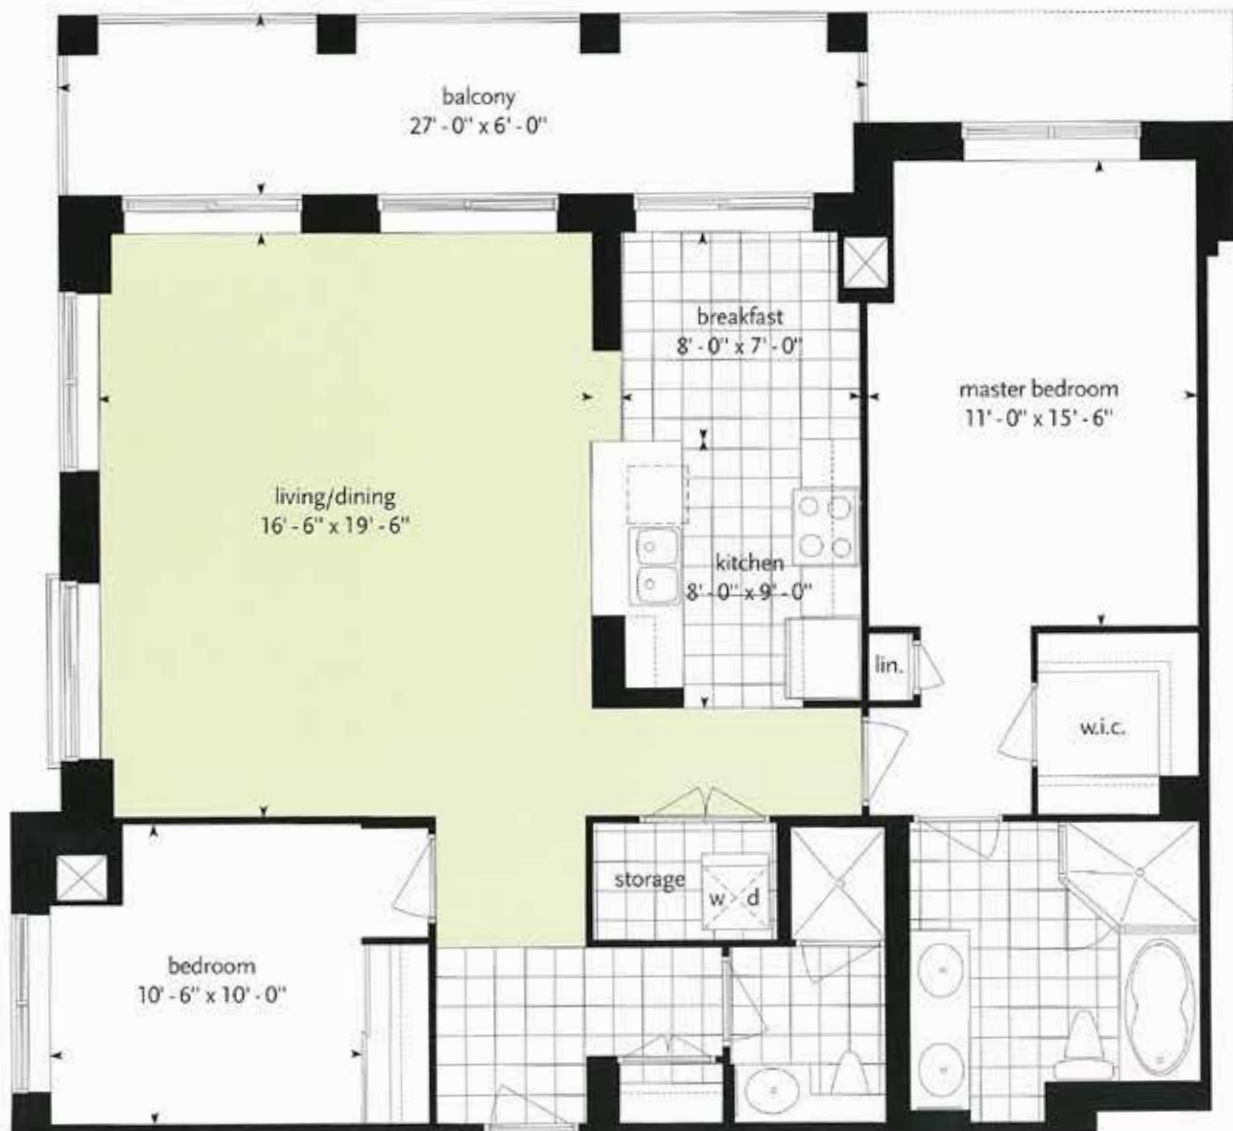 balcony
27' - 0" x 6' - 0"
breakfast
8' - 0" x 7' - 0"
master bedroom
11' - 0" x 15' - 6"
living/dining
16' - 6" x 19' - 6"
kitchen
8' - 0" x 9' - 0"
lin.
w.i.c.
storage
w d
bedroom
10' - 6" x 10' - 0"